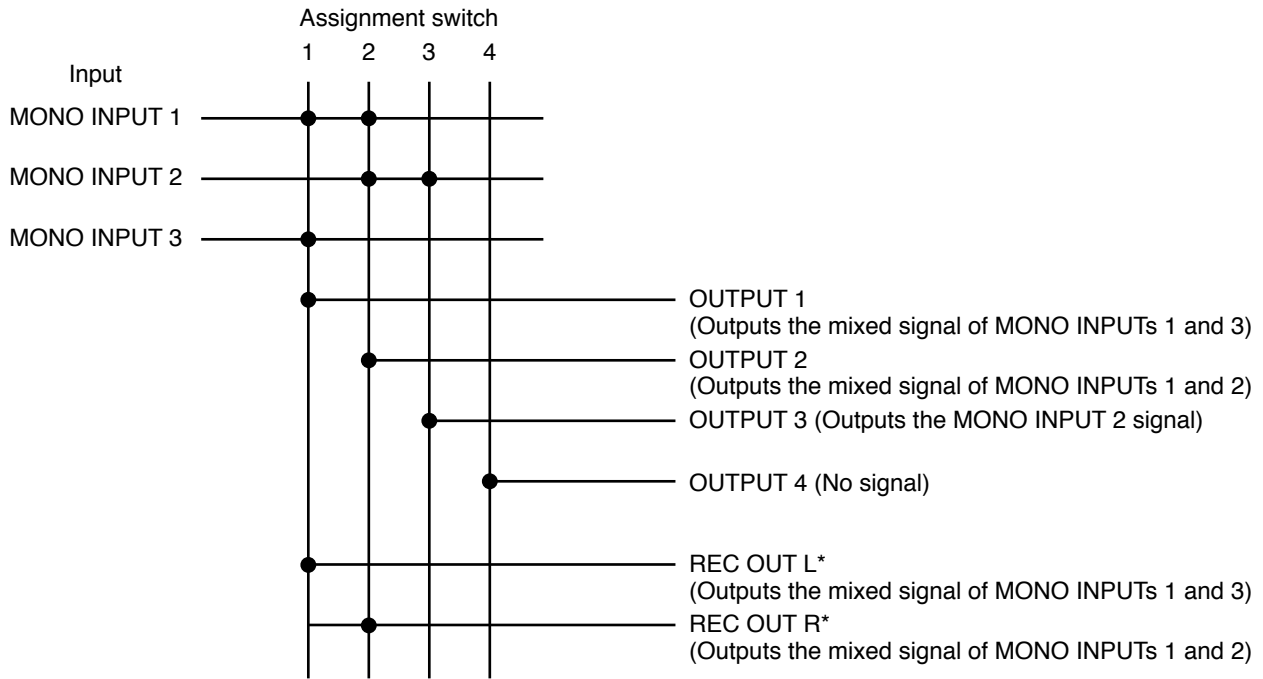 Assignment switch
1 2 3 4
Input
MONO INPUT 1
MONO INPUT 2
MONO INPUT 3
OUTPUT 1
(Outputs the mixed signal of MONO INPUTs 1 and 3)
OUTPUT 2
(Outputs the mixed signal of MONO INPUTs 1 and 2)
OUTPUT 3 (Outputs the MONO INPUT 2 signal)
OUTPUT 4 (No signal)
REC OUT L*
(Outputs the mixed signal of MONO INPUTs 1 and 3)
REC OUT R*
(Outputs the mixed signal of MONO INPUTs 1 and 2)